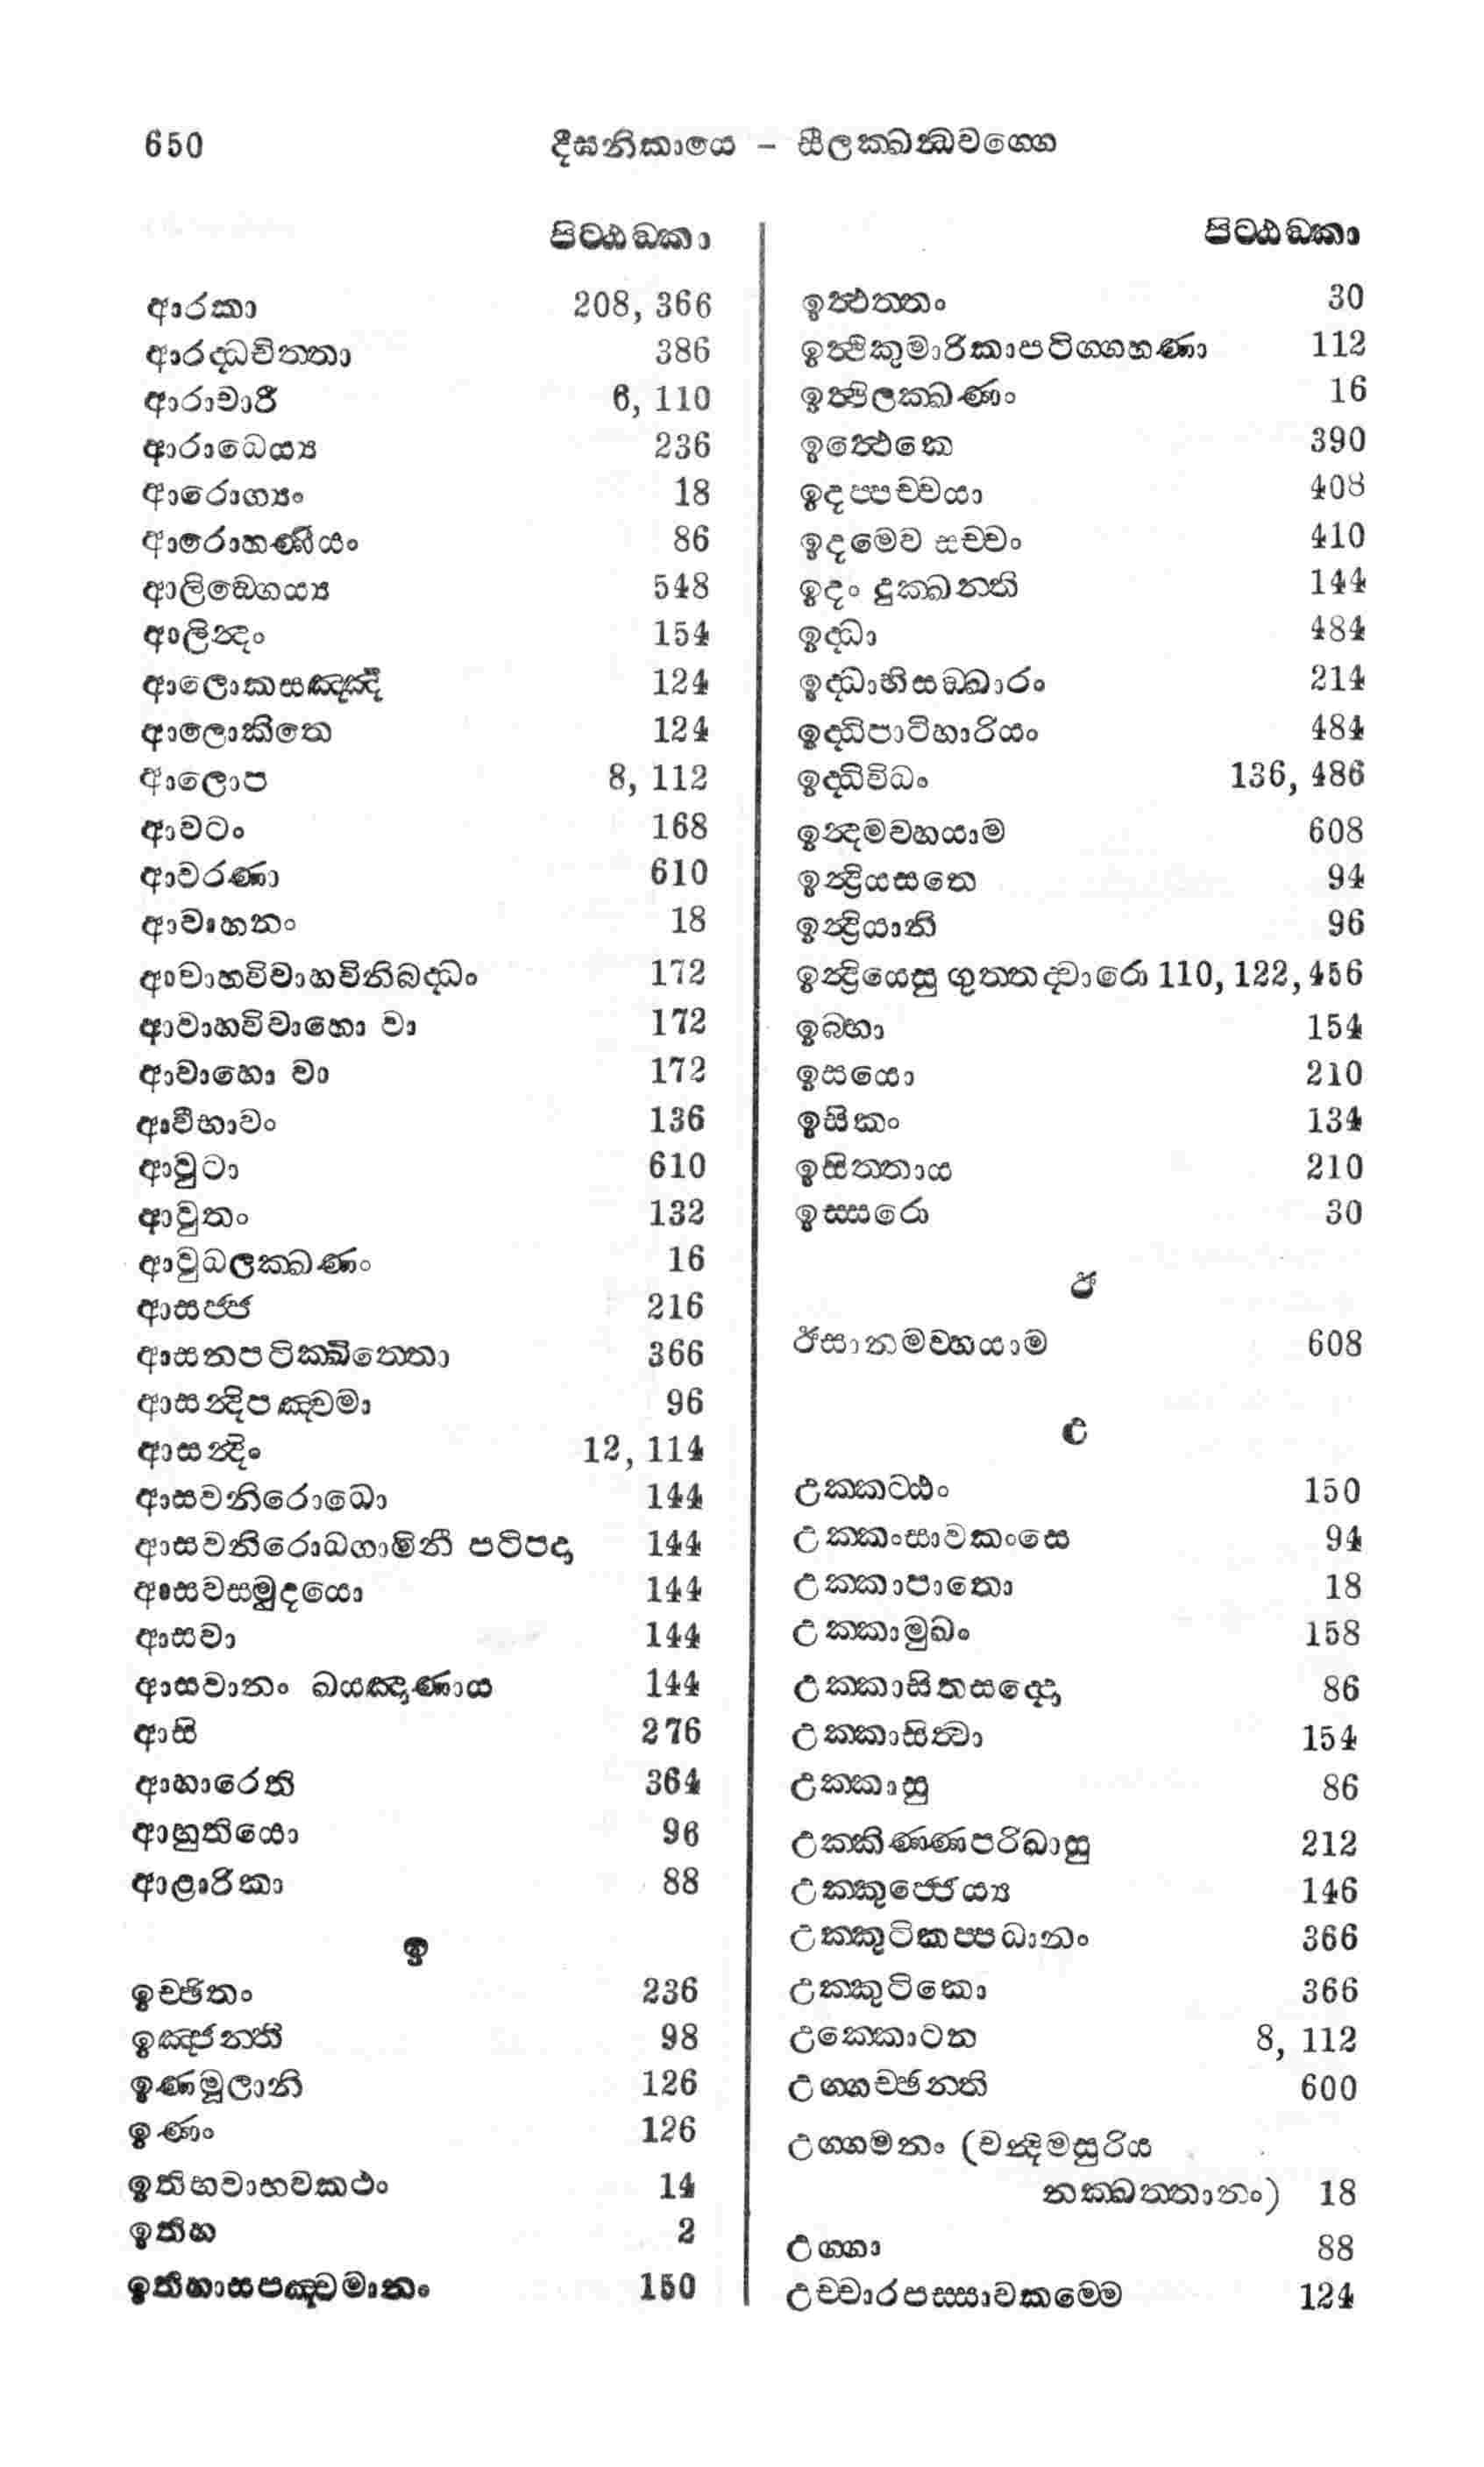 650 දීඝනිකායෙ – සීලක්ඛන්ධවග්ගෙ
පිට්ඨඞ්කා
ආරකා 208, 366
ආරද්ධචිත්තා 386
ආරාචාරී 6, 110
ආරාධෙය්‍ය 236
ආරොග්‍යං 18
ආරොහණීයං 86
ආලිඞ්ගෙය්‍ය 548
ආලින්දං 154
ආලොකසඤ්ඤී 124
ආලොකිතෙ 124
ආලොප 8, 112
ආවටං 168
ආවරණා 610
ආවාහනං 18
ආවාහවිවාහවිනිබද්ධං 172
ආවාහවිවාහො වා 172
ආවාහො වා 172
ආවීභාවං 136
ආවුටා 610
ආවුතං 132
ආවුධලක්ඛණං 16
ආසජ්ජ 216
ආසනපටික්ඛිත්තො 366
ආසන්දිපඤ්චමා 96
ආසන්දිං 12, 114
ආසවනිරොධො 144
ආසවනිරොධගාමිනී පටිපදා 144
ආසවසමුදයො 144
ආසවා 144
ආසවානං ඛයඤාණාය 144
ආසි 276
ආහාරෙති 364
ආහුතියො 96
ආළාරිකා 88
ඉ
ඉච්ඡිතං 236
ඉඤ්ජන්ති 98
ඉණමූලානි 126
ඉණං 126
ඉතිභවාභවකථං 14
ඉතිහ 2
ඉතිහාසපඤ්චමානං 150
පිට්ඨඞ්කා
ඉත්ථත්තං 30
ඉත්ථිකුමාරිකාපටිග්ගහණා 112
ඉත්ථිලක්ඛණං 16
ඉත්ථෙකෙ 390
ඉදප්පච්චයා 408
ඉදමෙව සච්චං 410
ඉදං දුක්ඛන්ති 144
ඉද්ධා 484
ඉද්ධාභිසඞ්ඛාරං 214
ඉද්ධිපාටිහාරියං 484
ඉද්ධිවිධං 136, 486
ඉන්දමව්හයාම 608
ඉන්ද්‍රියසතෙ 94
ඉන්ද්‍රියානි 96
ඉන්ද්‍රියෙසු ගුත්තද්වාරො 110, 122, 456
ඉබ්භා 154
ඉසයො 210
ඉසිකං 134
ඉසිත්තාය 210
ඉස්සරො 30
ඊ
ඊසානමව්හයාම 608
උ
උක්කට්ඨං 150
උක්කංසාවකංසෙ 94
උක්කාපාතො 18
උක්කාමුඛං 158
උක්කාසිතසද්දො 86
උක්කාසිත්වා 154
උක්කාසු 86
උක්කිණ්ණපරිඛාසු 212
උක්කුජ්ජෙය්‍ය 146
උක්කුටිකප්පධානං 366
උක්කුටිකො 366
උක්කොටන 8, 112
උග්ගච්ඡන්ති 600
උග්ගමනං (චන්දිමසුරිය
නක්ඛත්තානං) 18
උග්ගා 88
උච්චාරපස්සාවකම්මෙ 124